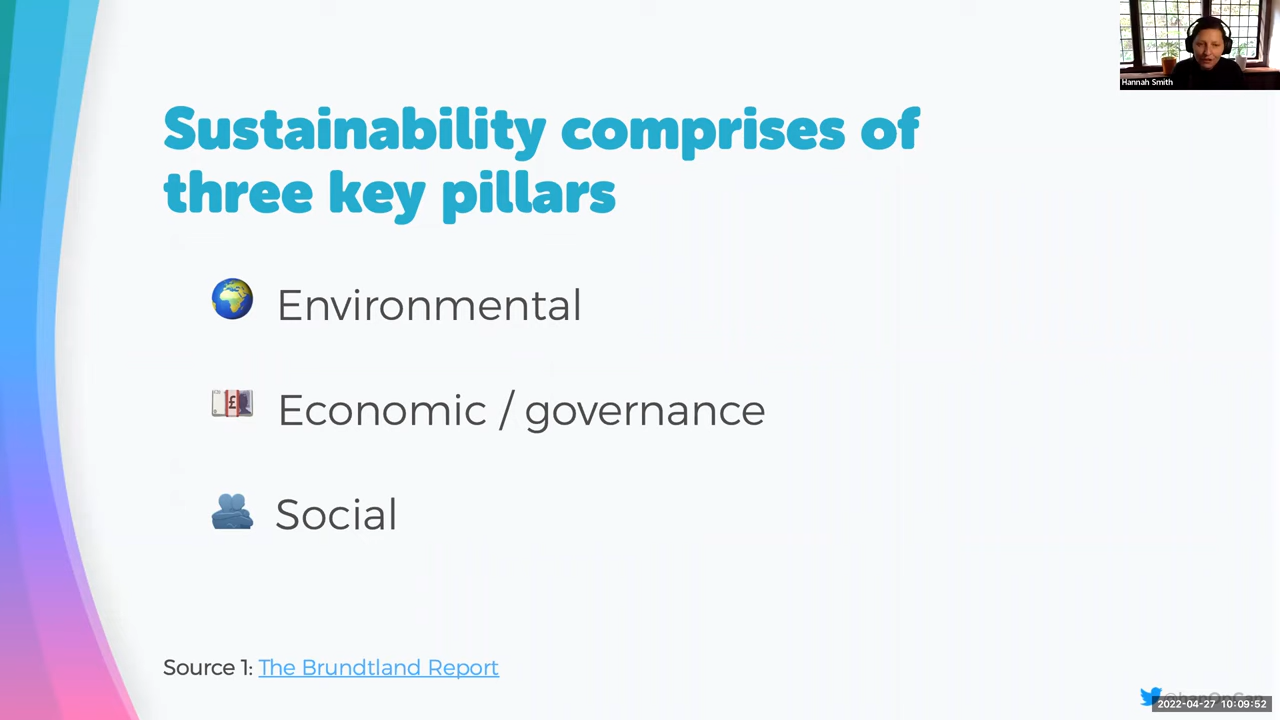 Hannah Smith
Sustainability comprises of
three key pillars
Environmental
Economic / governance
Social
Source 1: The Brundtland Report
2022-04-27 10:09:52